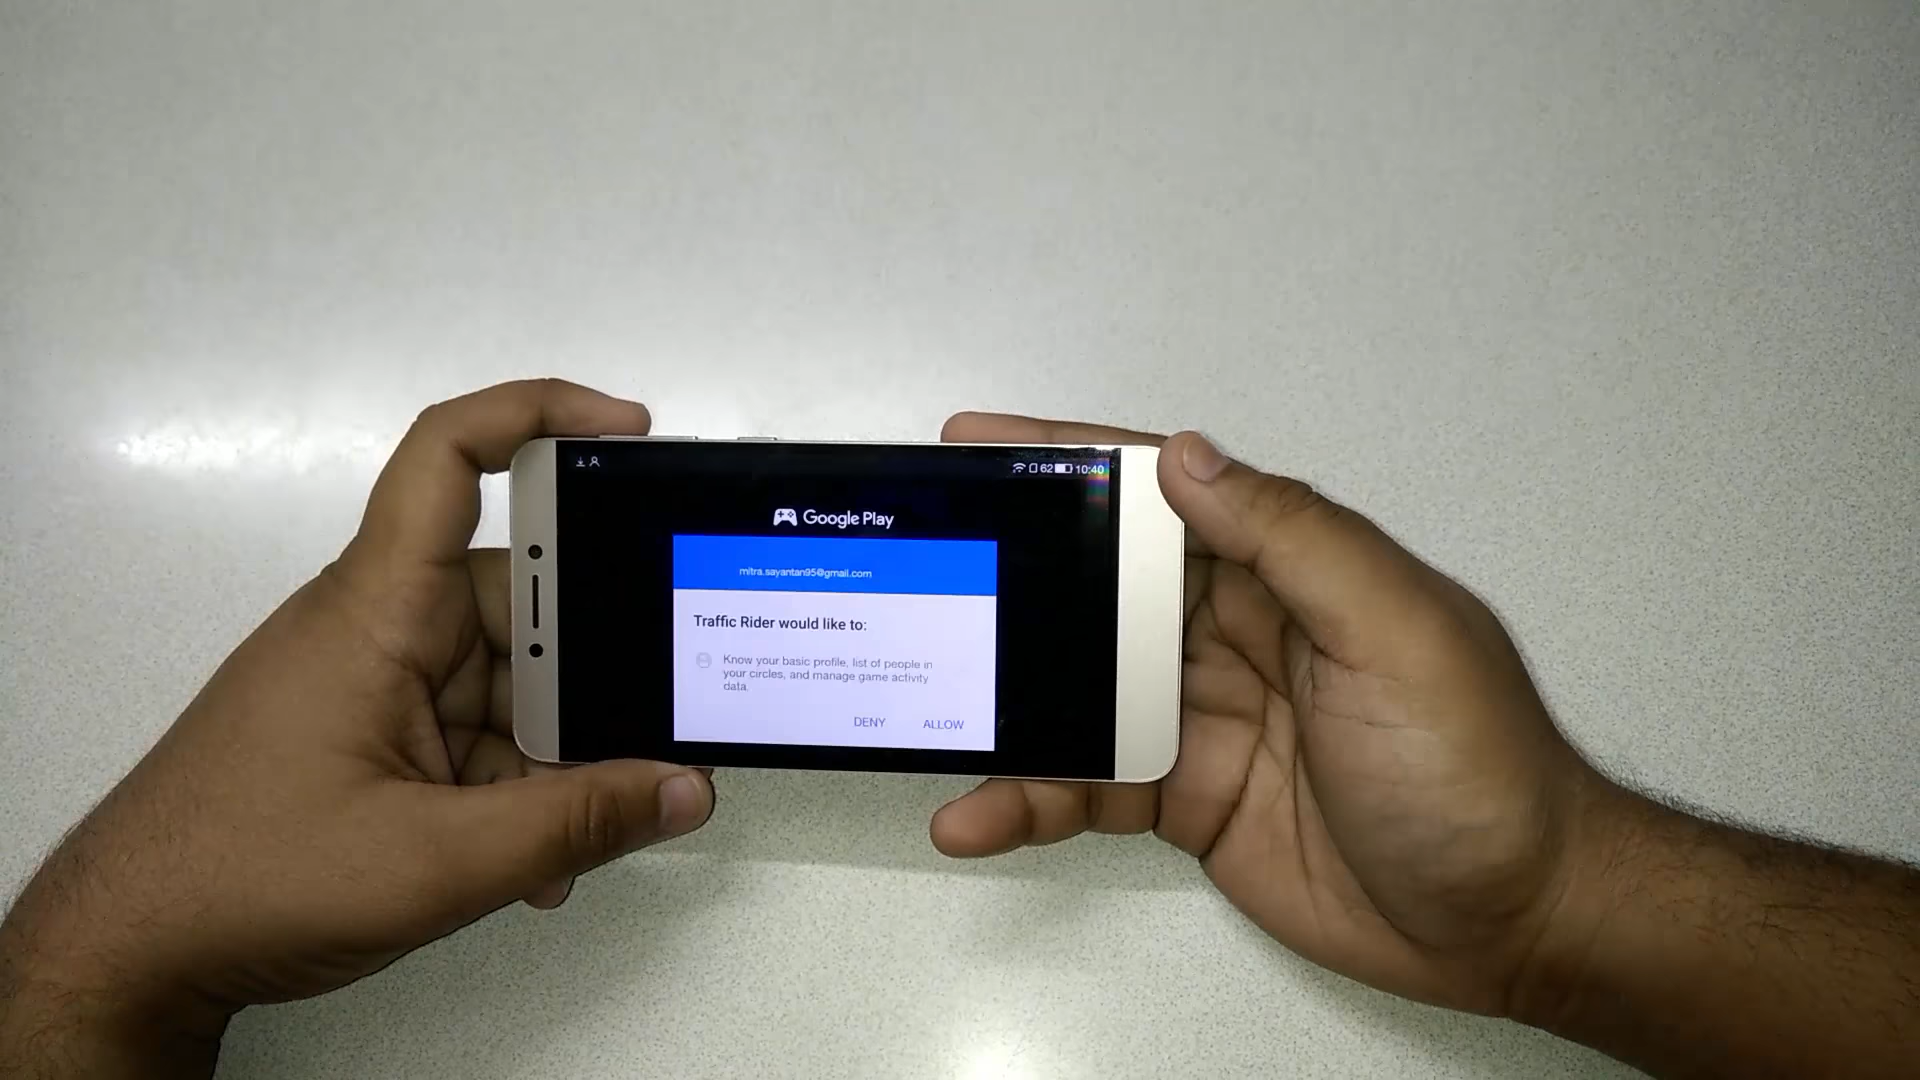 62 10:40
Google Play
mitra.sayantan95@gmail.com
Traffic Rider would like to:
Know your basic profile, list of people in
your circles, and manage game activity
data.
DENY ALLOW